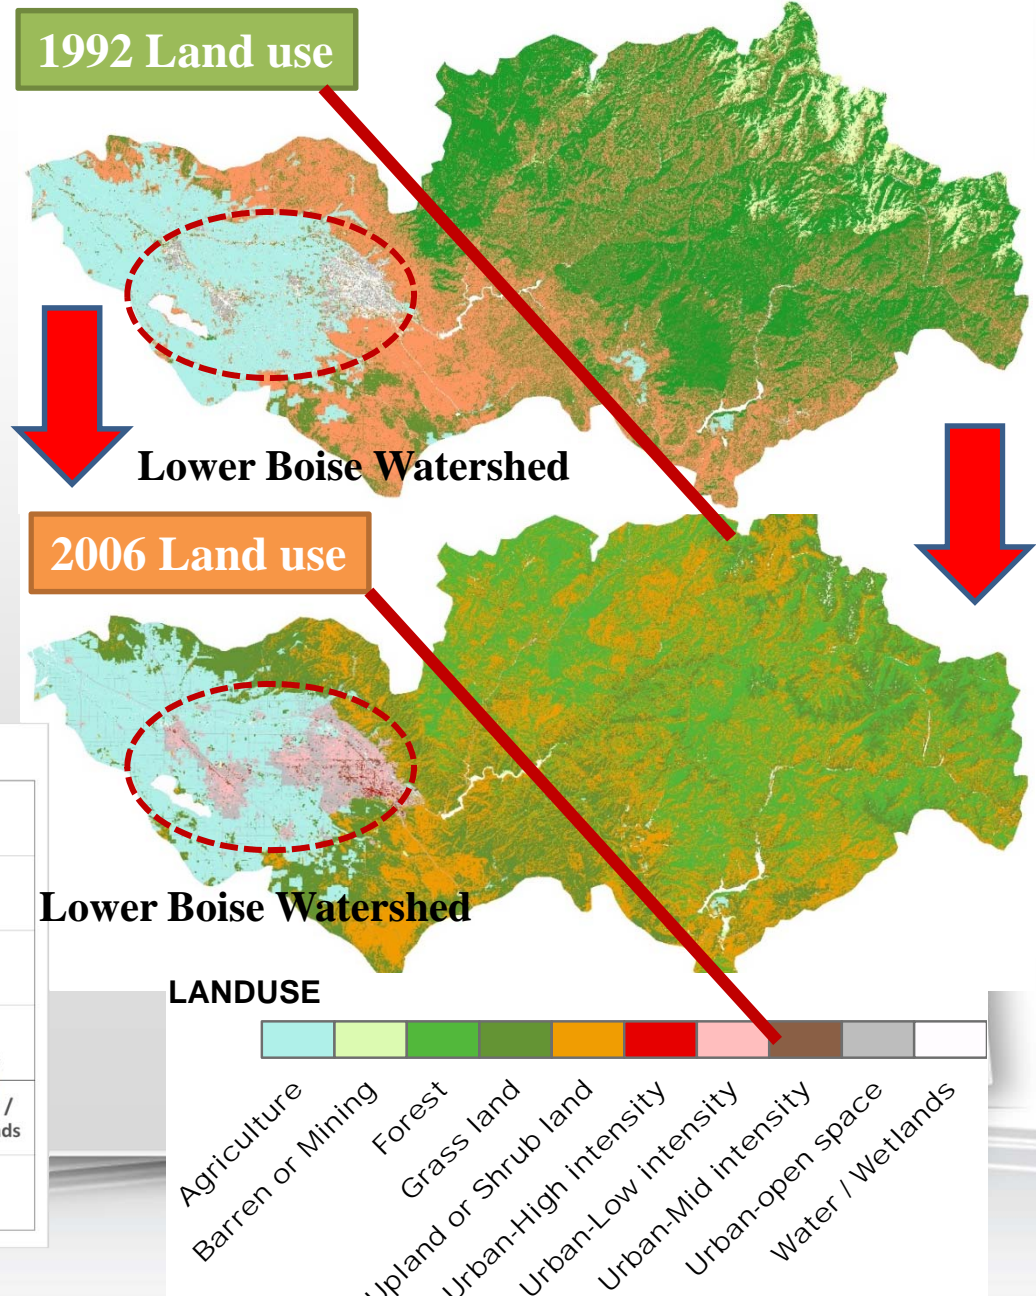 1992 Land use
Lower Boise Watershed
2006 Land use
Lower Boise Watershed
LANDUSE
Agriculture
Barren or Mining
Forest
Grass land
Upland or Shrub land
Urban-High intensity
Urban-Low intensity
Urban-Mid intensity
Urban-open space
Water / Wetlands
/
ds